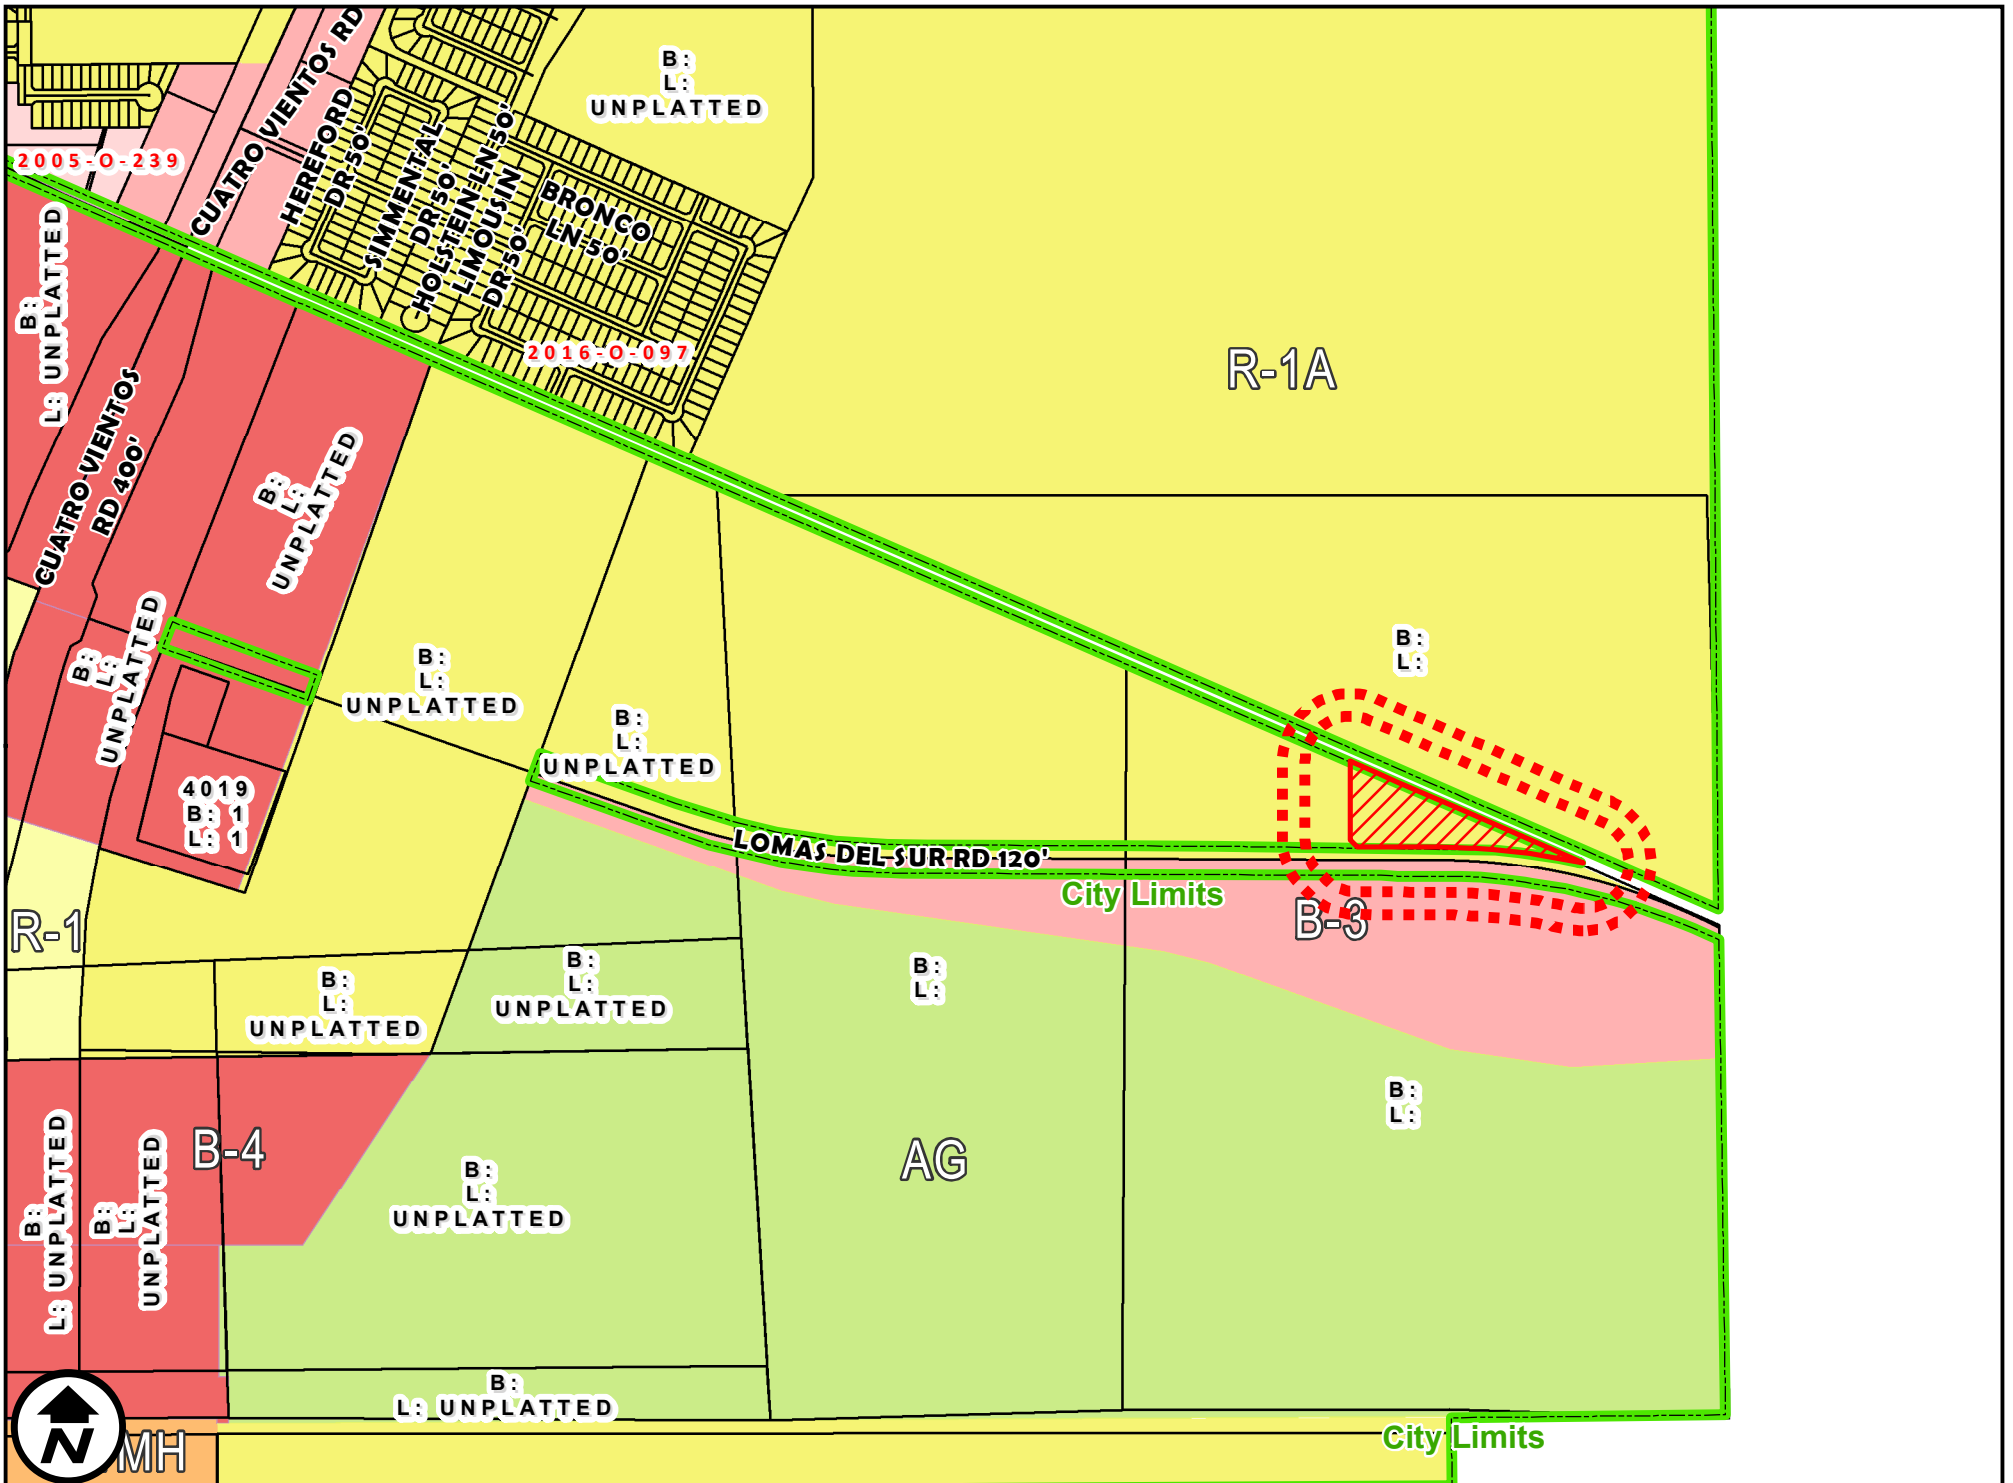 B:
L:
UNPLATTED
CUATRO VIENTOS RD
2005-O-239
HEREFORD
DR 50'
SIMMENTAL
DR 50'
HOLSTEIN LN 50'
LIMOUSIN
DR 50'
BRONCO
LN 50'
B:
L: UNPLATTED
2016-O-097
R-1A
CUATRO VIENTOS
RD 400'
B:
L:
UNPLATTED
B:
L:
UNPLATTED
B:
L:
UNPLATTED
B:
L:
UNPLATTED
B:
L:
4019
B: 1
L: 1
LOMAS DEL SUR RD 120'
City Limits
B-3
R-1
B:
L:
UNPLATTED
B:
L:
UNPLATTED
B:
L:
B:
L:
B-4
AG
B:
L: UNPLATTED
B:
L:
UNPLATTED
B:
L:
UNPLATTED
B:
L: UNPLATTED
City Limits
N
MH